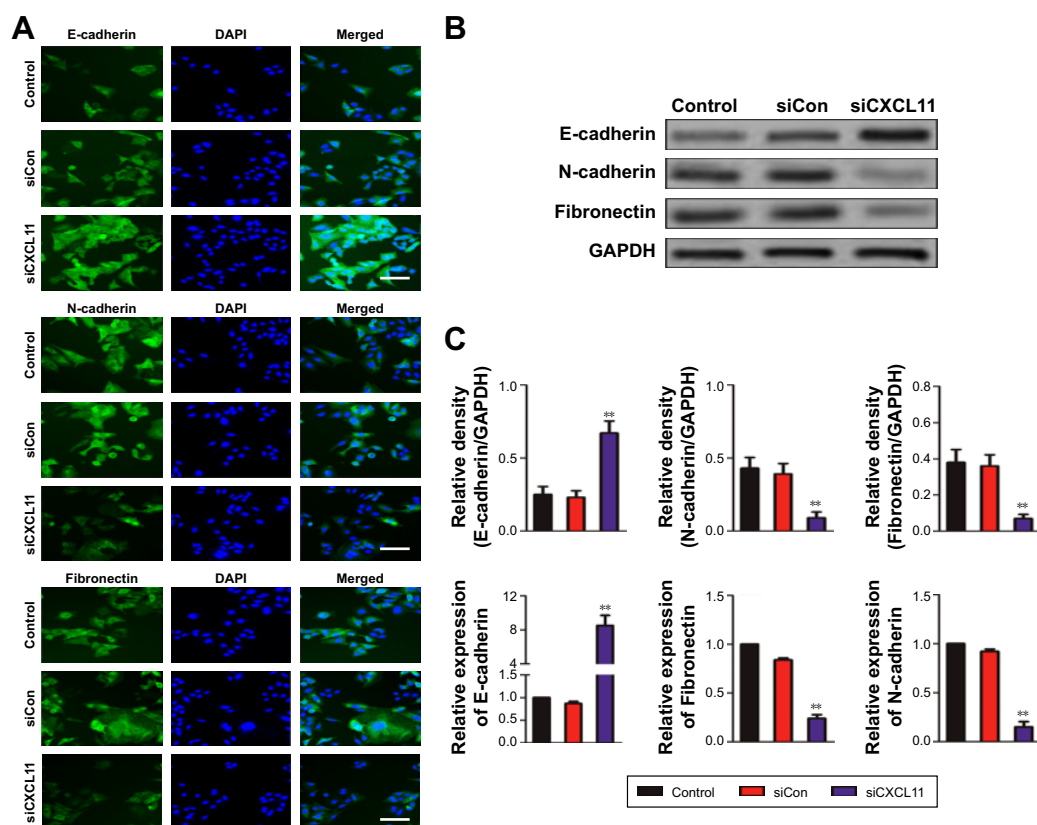 A
E-cadherin DAPI Merged
Control
siCon
siCXCL11
N-cadherin DAPI Merged
Control
siCon
siCXCL11
Fibronectin DAPI Merged
Control
siCon
siCXCL11
B
Control siCon siCXCL11
E-cadherin
N-cadherin
Fibronectin
GAPDH
C
Relative density
(E-cadherin/GAPDH)
1.0
0.5
0.0
**
Relative density
(N-cadherin/GAPDH)
1.0
0.5
0.0
**
Relative density
(Fibronectin/GAPDH)
0.8
0.6
0.4
0.2
0.0
**
Relative expression
of E-cadherin
12
8
4
1.5
1.0
0.5
0.0
**
Relative expression
of Fibronectin
1.5
1.0
0.5
0.0
**
Relative expression
of N-cadherin
1.5
1.0
0.5
0.0
**
Control siCon siCXCL11